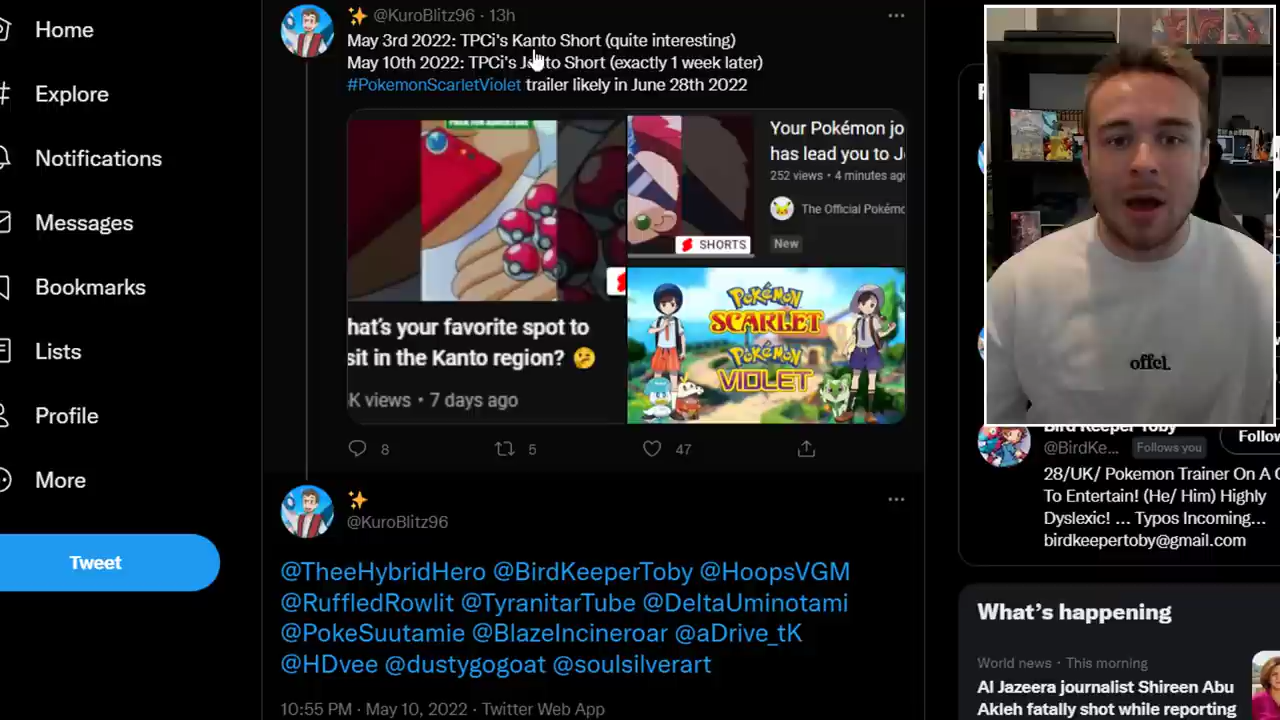 Home
Explore
Notifications
Messages
Bookmarks
Lists
Profile
More
Tweet
@KuroBlitz96 · 13h
May 3rd 2022: TPCi's Kanto Short (quite interesting)
May 10th 2022: TPCi's Johto Short (exactly 1 week later)
#PokemonScarletViolet trailer likely in June 28th 2022
hat's your favorite spot to
sit in the Kanto region? 🤔
K views • 7 days ago
Your Pokémon jo
has lead you to J
252 views • 4 minutes ago
The Official Pokémo
SHORTS
New
Pokémon
SCARLET
Pokémon
VIOLET
8
5
47
@KuroBlitz96
@TheeHybridHero @BirdKeeperToby @HoopsVGM
@RuffledRowlit @TyranitarTube @DeltaUminotami
@PokeSuutamie @BlazeIncineroar @aDrive_tK
@HDvee @dustygogoat @soulsilverart
10:55 PM · May 10, 2022 · Twitter Web App
offcl.
Bird Keeper Toby
@BirdKe... Follows you
Follo
28/UK/ Pokemon Trainer On A Q
To Entertain! (He/ Him) Highly
Dyslexic! ... Typos Incoming...
birdkeepertoby@gmail.com
What's happening
World news · This morning
Al Jazeera journalist Shireen Abu
Akleh fatally shot while reporting